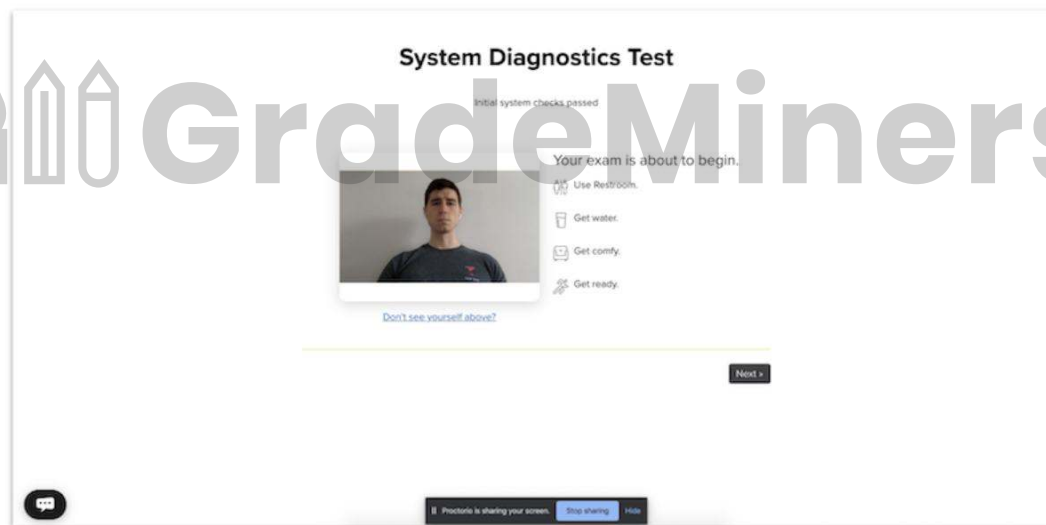 System Diagnostics Test
GradeMiners
Initial system checks passed
Your exam is about to begin.
Use Restroom.
Get water.
Get comfy.
Get ready.
Don't see yourself above?
Next »
Proctorio is sharing your screen. Stop sharing Hide